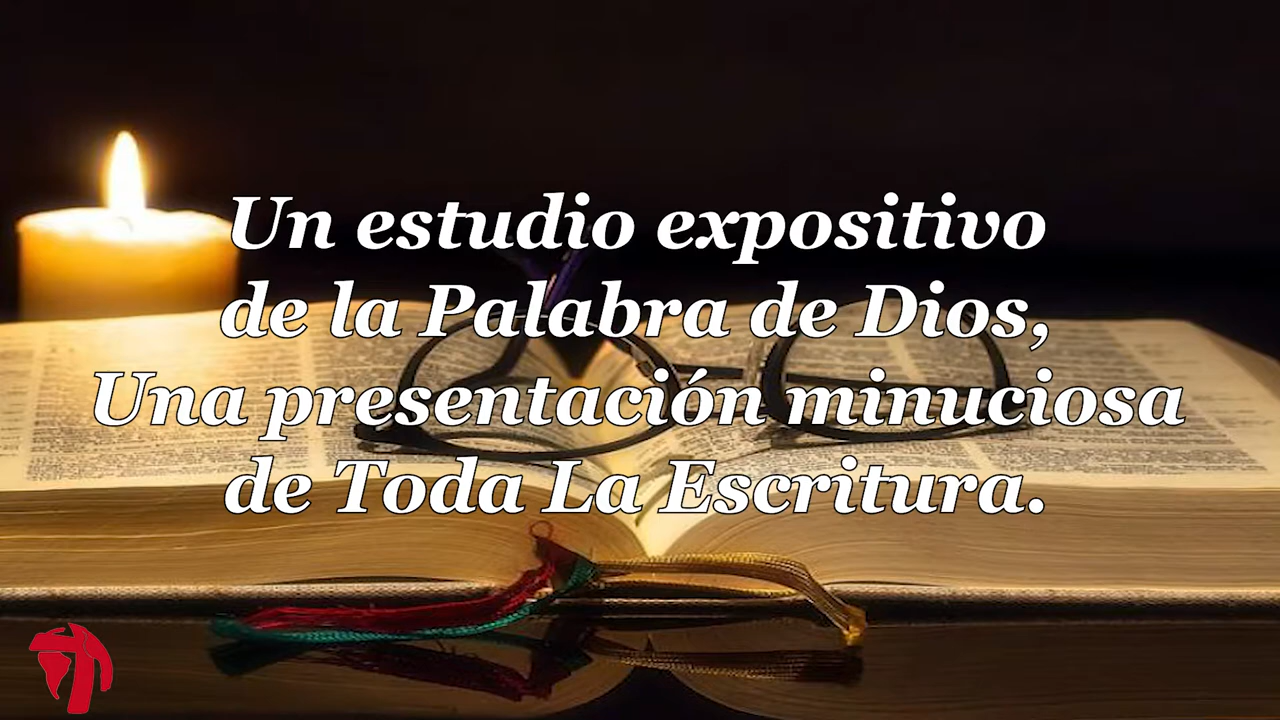 Un estudio expositivo
de la Palabra de Dios,
Una presentación minuciosa
de Toda La Escritura.